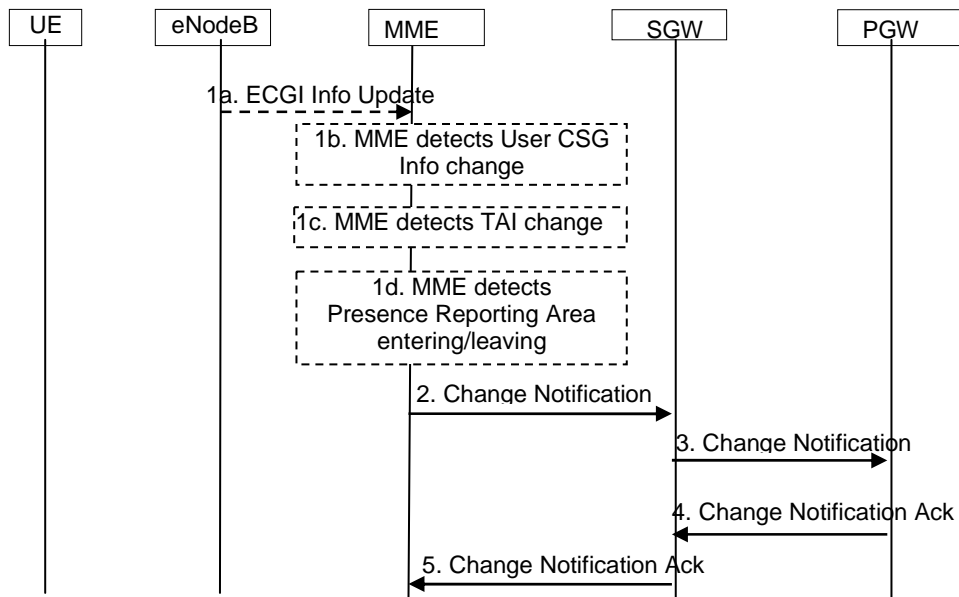 UE
eNodeB
MME
SGW
PGW
1a. ECGI Info Update
1b. MME detects User CSG
Info change
1c. MME detects TAI change
1d. MME detects
Presence Reporting Area
entering/leaving
2. Change Notification
3. Change Notification
4. Change Notification Ack
5. Change Notification Ack